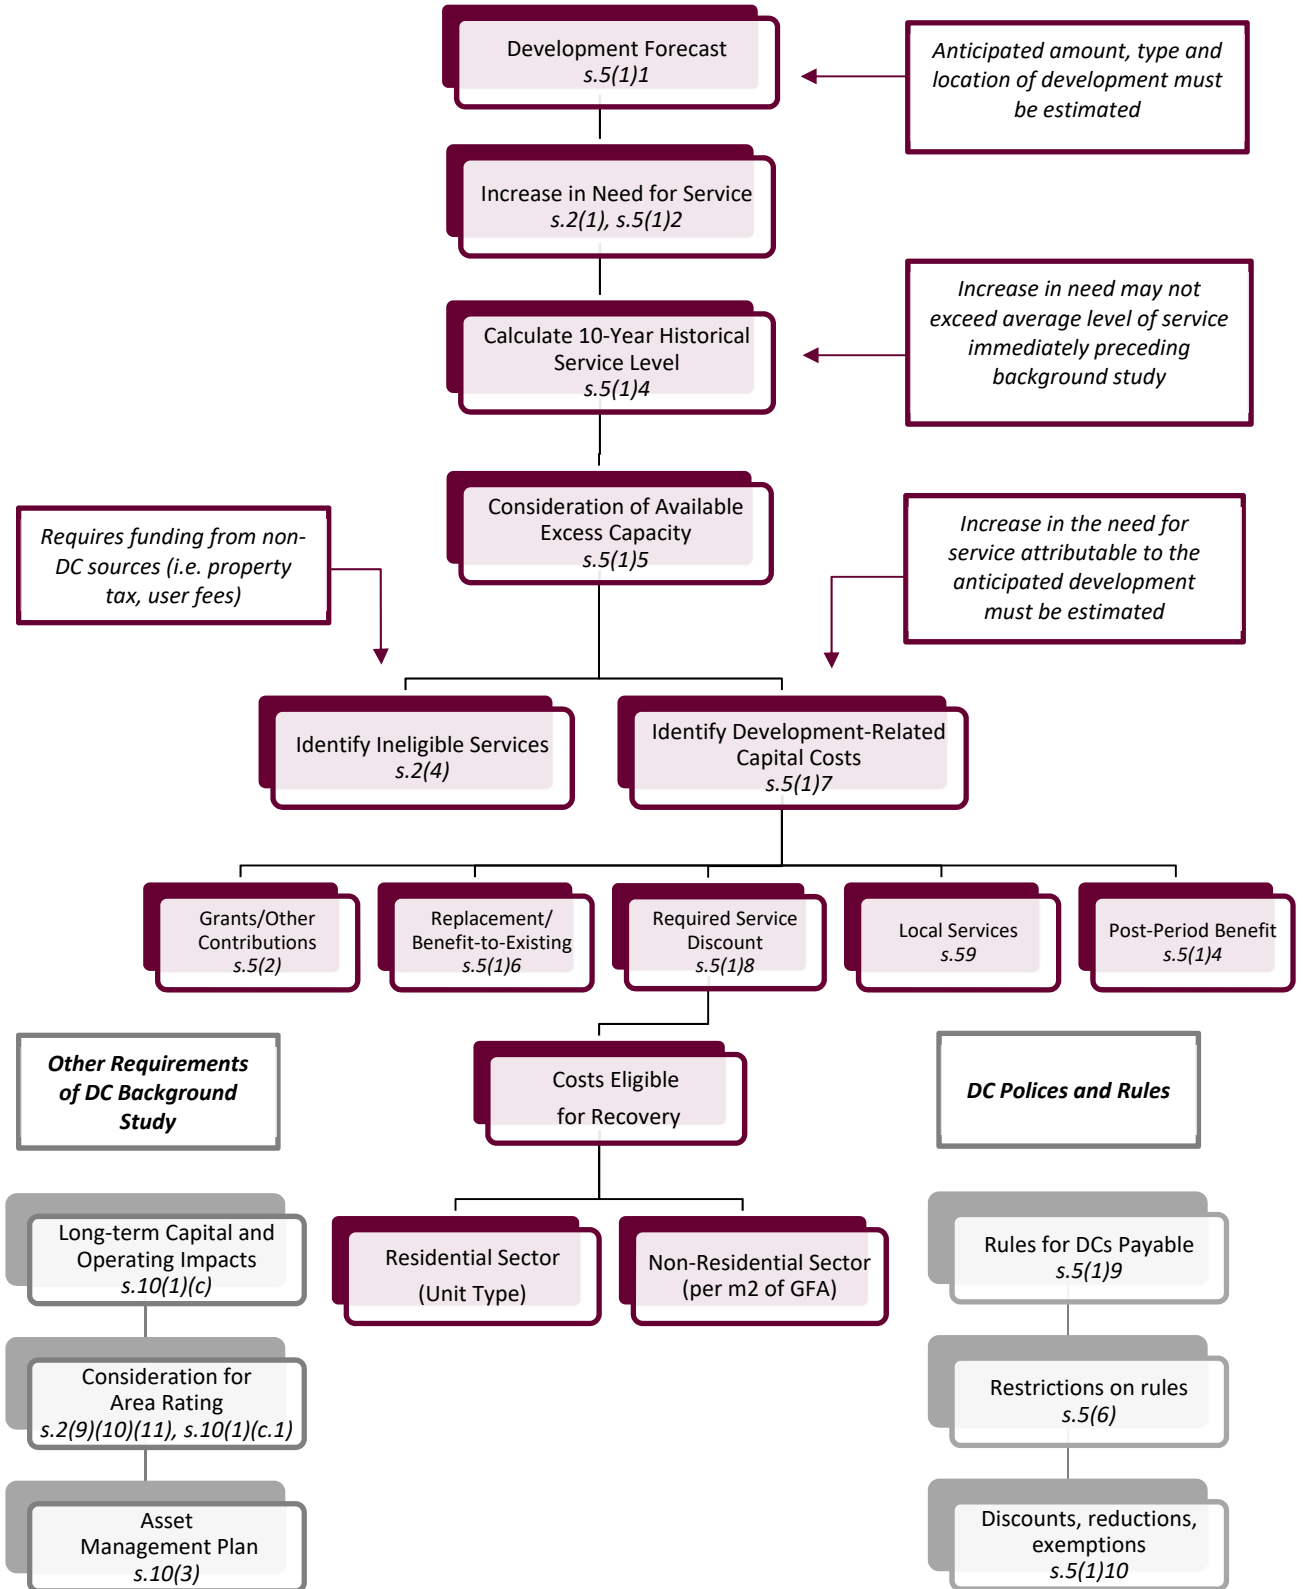 Development Forecast
s.5(1)1
Anticipated amount, type and
location of development must
be estimated
Increase in Need for Service
s.2(1), s.5(1)2
Calculate 10-Year Historical
Service Level
s.5(1)4
Increase in need may not
exceed average level of service
immediately preceding
background study
Consideration of Available
Excess Capacity
s.5(1)5
Requires funding from non-
DC sources (i.e. property
tax, user fees)
Increase in the need for
service attributable to the
anticipated development
must be estimated
Identify Ineligible Services
s.2(4)
Identify Development-Related
Capital Costs
s.5(1)7
Grants/Other
Contributions
s.5(2)
Replacement/
Benefit-to-Existing
s.5(1)6
Required Service
Discount
s.5(1)8
Local Services
s.59
Post-Period Benefit
s.5(1)4
Other Requirements
of DC Background
Study
Costs Eligible
for Recovery
DC Polices and Rules
Long-term Capital and
Operating Impacts
s.10(1)(c)
Consideration for
Area Rating
s.2(9)(10)(11), s.10(1)(c.1)
Asset
Management Plan
s.10(3)
Residential Sector
(Unit Type)
Non-Residential Sector
(per m2 of GFA)
Rules for DCs Payable
s.5(1)9
Restrictions on rules
s.5(6)
Discounts, reductions,
exemptions
s.5(1)10